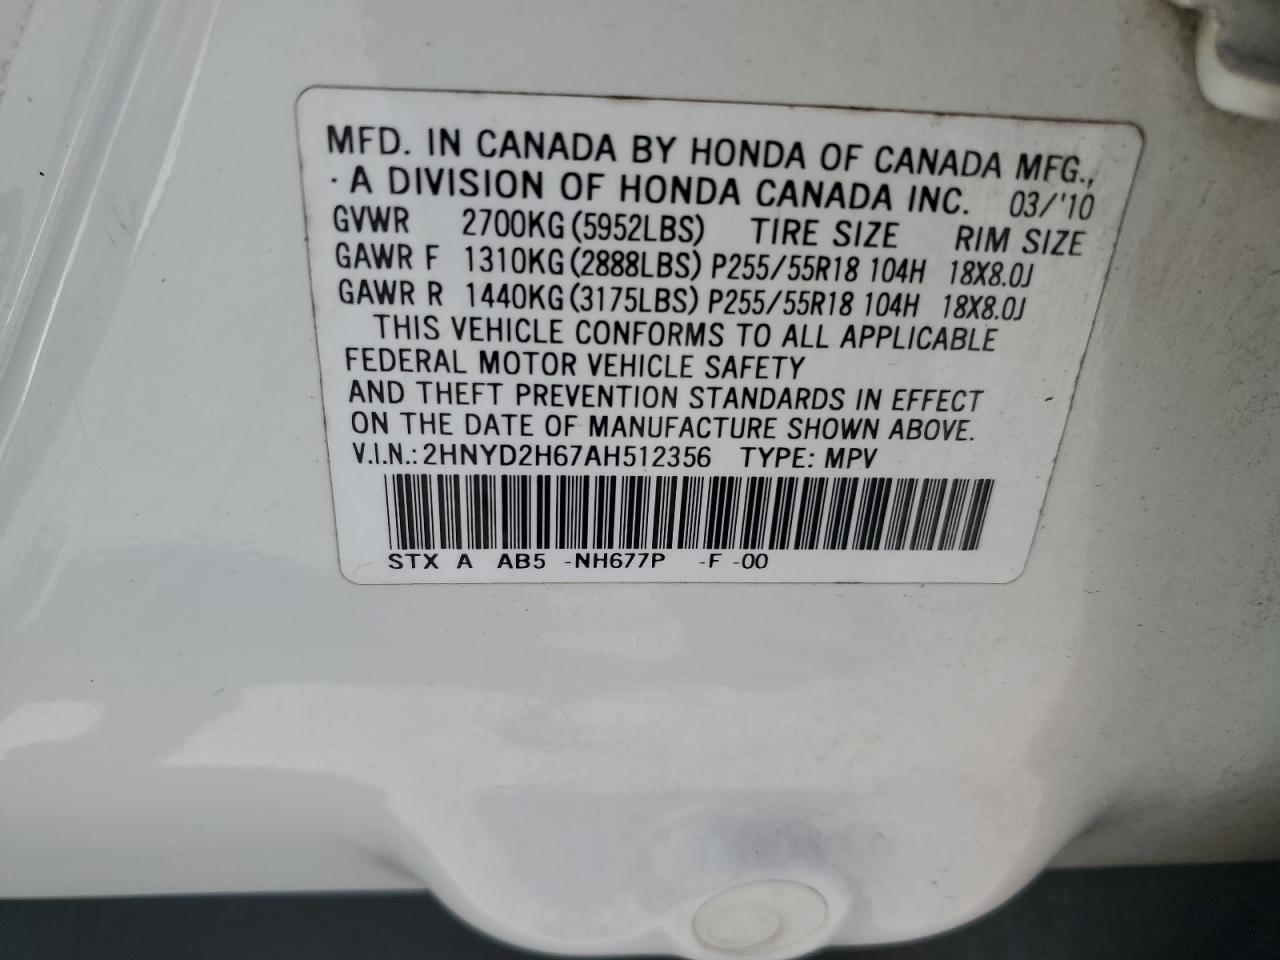 MFD. IN CANADA BY HONDA OF CANADA MFG.,
· A DIVISION OF HONDA CANADA INC. 03/'10
GVWR 2700KG (5952LBS) TIRE SIZE RIM SIZE
GAWR F 1310KG (2888LBS) P255/55R18 104H 18X8.0J
GAWR R 1440KG (3175LBS) P255/55R18 104H 18X8.0J
THIS VEHICLE CONFORMS TO ALL APPLICABLE
FEDERAL MOTOR VEHICLE SAFETY
AND THEFT PREVENTION STANDARDS IN EFFECT
ON THE DATE OF MANUFACTURE SHOWN ABOVE.
V.I.N.: 2HNYD2H67AH512356 TYPE: MPV
STX A AB5 -NH677P -F -00